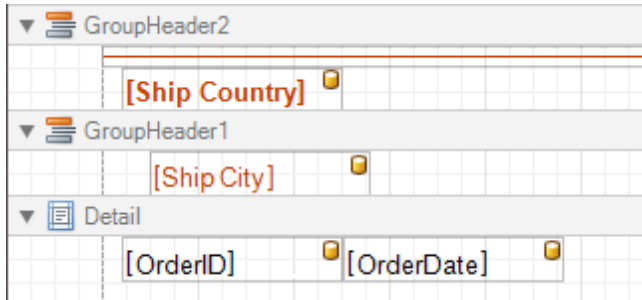 GroupHeader2
[Ship Country]
GroupHeader1
[Ship City]
Detail
[OrderID] [OrderDate]